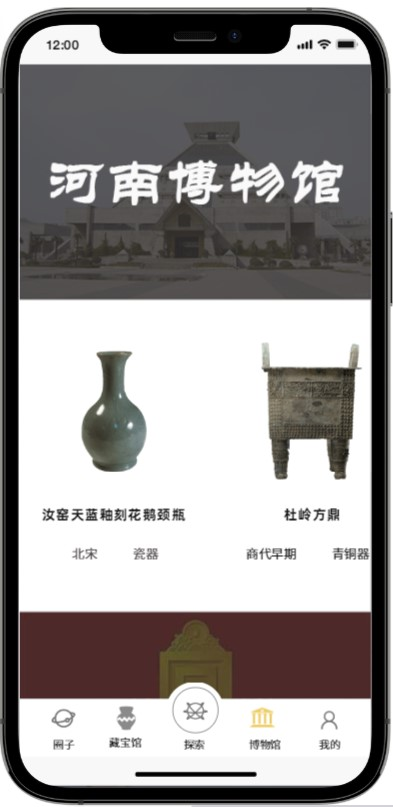 12:00
河南博物馆
汝窑天蓝釉刻花鹅颈瓶
杜岭方鼎
北宋 瓷器
商代早期 青铜器
圈子 藏宝馆 探索 博物馆 我的